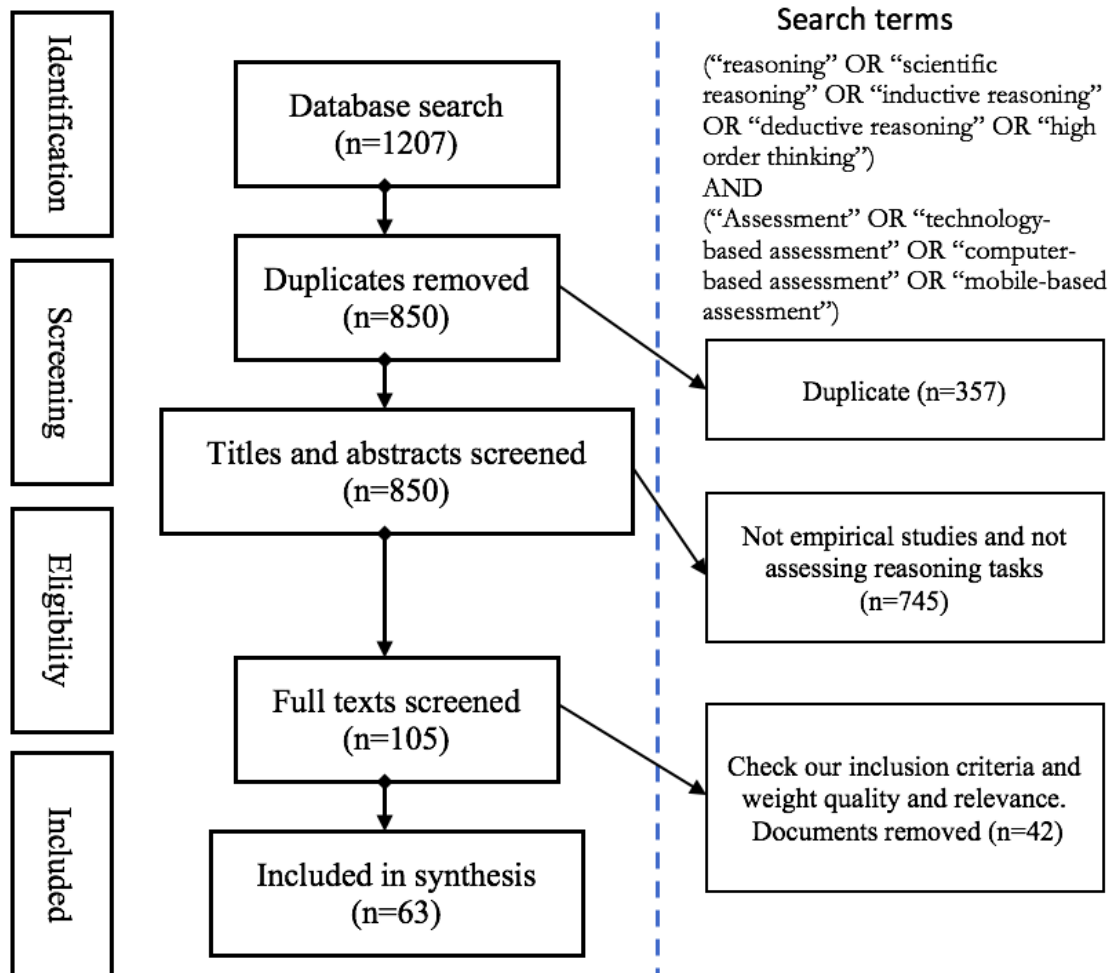 Identification
Screening
Eligibility
Included
Database search
(n=1207)
Duplicates removed
(n=850)
Titles and abstracts screened
(n=850)
Full texts screened
(n=105)
Included in synthesis
(n=63)
Search terms
(“reasoning” OR “scientific
reasoning” OR “inductive reasoning”
OR “deductive reasoning” OR “high
order thinking”)
AND
(“Assessment” OR “technology-
based assessment” OR “computer-
based assessment” OR “mobile-based
assessment”)
Duplicate (n=357)
Not empirical studies and not
assessing reasoning tasks
(n=745)
Check our inclusion criteria and
weight quality and relevance.
Documents removed (n=42)